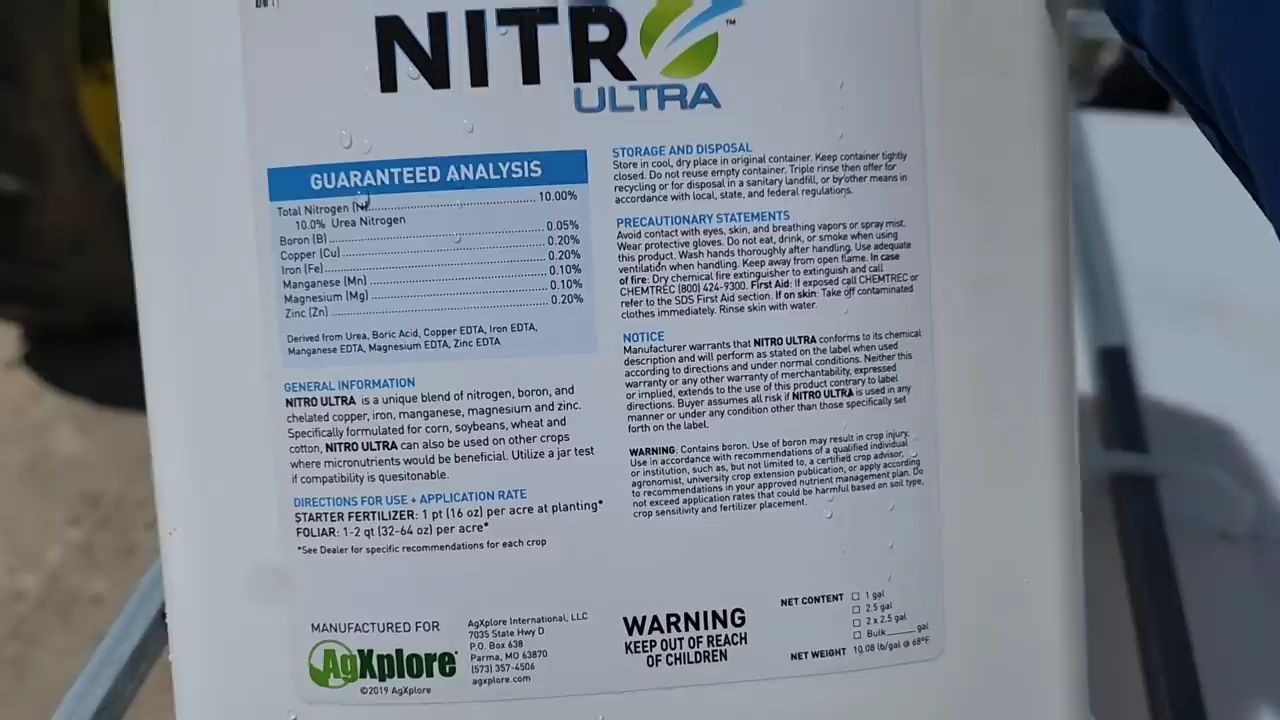 NITRO™
ULTRA
GUARANTEED ANALYSIS
Total Nitrogen (N)........................................ 10.00%
10.0% Urea Nitrogen
Boron (B)..................................................... 0.05%
Copper (Cu)................................................. 0.20%
Iron (Fe)....................................................... 0.20%
Manganese (Mn)......................................... 0.10%
Magnesium (Mg)......................................... 0.10%
Zinc (Zn)...................................................... 0.20%
Derived from Urea, Boric Acid, Copper EDTA, Iron EDTA,
Manganese EDTA, Magnesium EDTA, Zinc EDTA
GENERAL INFORMATION
NITRO ULTRA is a unique blend of nitrogen, boron, and
chelated copper, iron, manganese, magnesium and zinc.
Specifically formulated for corn, soybeans, wheat and
cotton, NITRO ULTRA can also be used on other crops
where micronutrients would be beneficial. Utilize a jar test
if compatibility is quesitonable.
DIRECTIONS FOR USE + APPLICATION RATE
STARTER FERTILIZER: 1 pt (16 oz) per acre at planting*
FOLIAR: 1-2 qt (32-64 oz) per acre*
*See Dealer for specific recommendations for each crop
STORAGE AND DISPOSAL
Store in cool, dry place in original container. Keep container tightly
closed. Do not reuse empty container. Triple rinse then offer for
recycling or for disposal in a sanitary landfill, or by other means in
accordance with local, state, and federal regulations.
PRECAUTIONARY STATEMENTS
Avoid contact with eyes, skin, and breathing vapors or spray mist.
Wear protective gloves. Do not eat, drink, or smoke when using
this product. Wash hands thoroughly after handling. Use adequate
ventilation when handling. Keep away from open flame. In case
of fire: Dry chemical fire extinguisher to extinguish and call
CHEMTREC (800) 424-9300. First Aid: If exposed call CHEMTREC or
refer to the SDS First Aid section. If on skin: Take off contaminated
clothes immediately. Rinse skin with water.
NOTICE
Manufacturer warrants that NITRO ULTRA conforms to its chemical
description and will perform as stated on the label when used
according to directions and under normal conditions. Neither this
warranty or any other warranty of merchantability, expressed
or implied, extends to the use of this product contrary to label
directions. Buyer assumes all risk if NITRO ULTRA is used in any
manner or under any condition other than those specifically set
forth on the label.
WARNING: Contains boron. Use of boron may result in crop injury.
Use in accordance with recommendations of a qualified individual
or institution, such as, but not limited to, a certified crop advisor,
agronomist, university crop extension publication, or apply according
to recommendations in your approved nutrient management plan. Do
not exceed application rates that could be harmful based on soil type,
crop sensitivity and fertilizer placement.
MANUFACTURED FOR
AgXplore
©2019 AgXplore
AgXplore International, LLC
7035 State Hwy D
P.O. Box 638
Parma, MO 63870
(573) 357-4506
agxplore.com
WARNING
KEEP OUT OF REACH
OF CHILDREN
NET CONTENT ☐ 1 gal
☐ 2.5 gal
☐ 2 x 2.5 gal
☐ Bulk______gal
NET WEIGHT 10.08 lb/gal @ 68°F